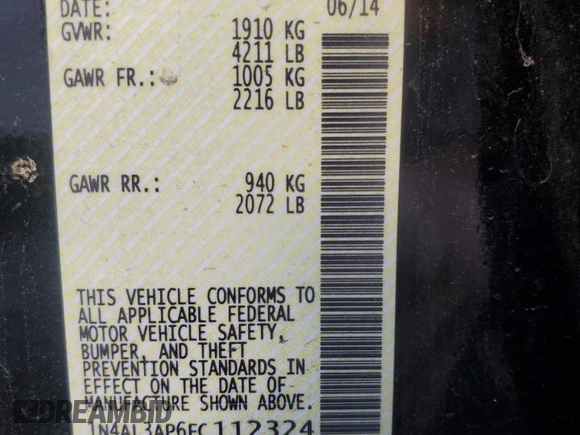 DATE: 06/14
GVWR: 1910 KG
4211 LB
GAWR FR.: 1005 KG
2216 LB
GAWR RR.: 940 KG
2072 LB
THIS VEHICLE CONFORMS TO
ALL APPLICABLE FEDERAL
MOTOR VEHICLE SAFETY,
BUMPER, AND THEFT
PREVENTION STANDARDS IN
EFFECT ON THE DATE OF
MANUFACTURE SHOWN ABOVE.
1N4AL3AP6FC112324
DREAMBID